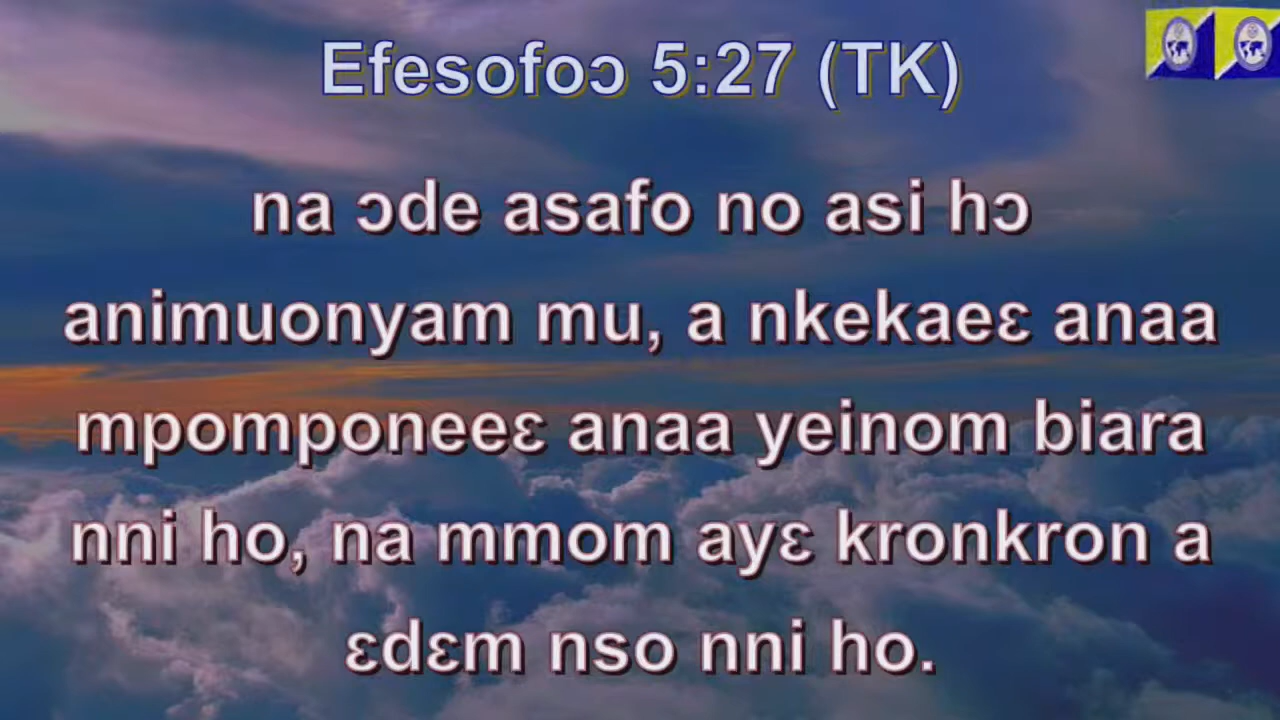 Efesofoɔ 5:27 (TK)
na ɔde asafo no asi hɔ
animuonyam mu, a nkekaeɛ anaa
mpomponeeɛ anaa yeinom biara
nni ho, na mmom ayɛ kronkron a
ɛdɛm nso nni ho.